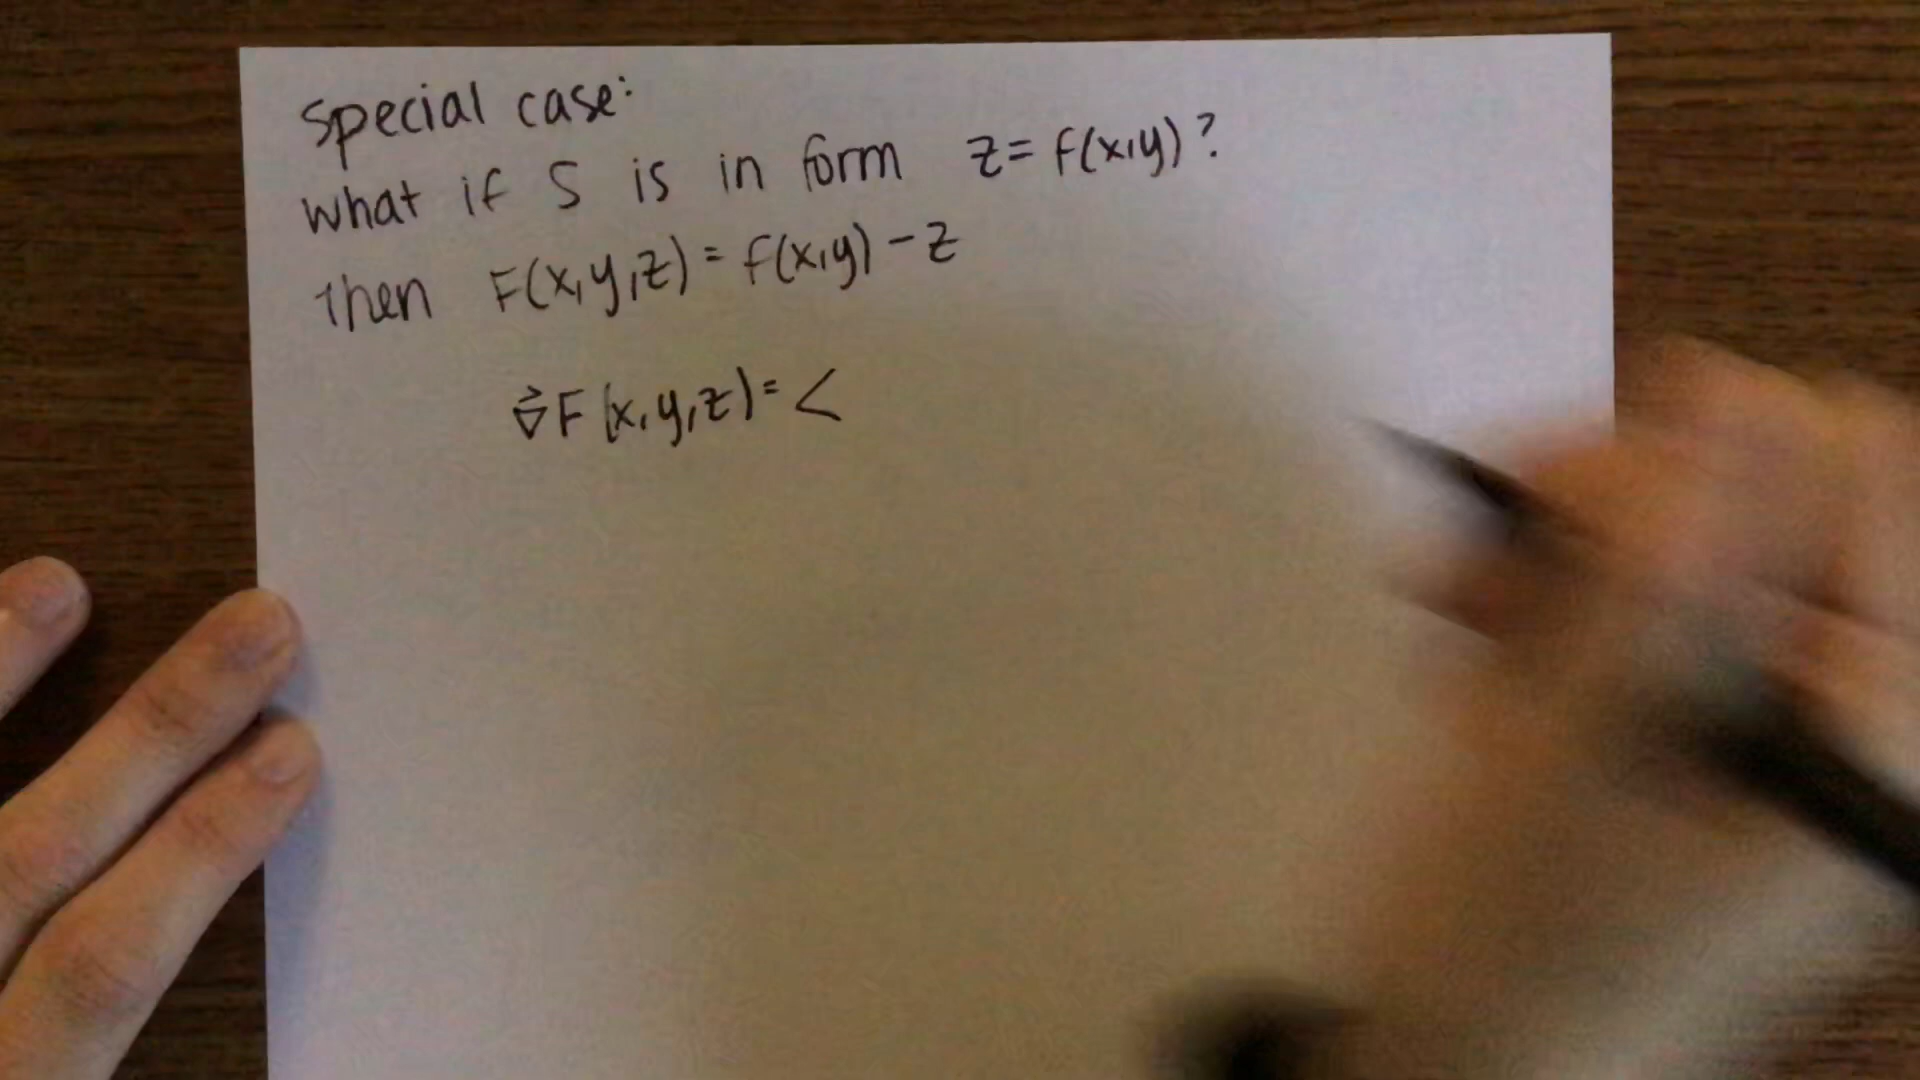 special case:
what if S is in form z = f(x,y)?
Then F(x,y,z) = f(x,y) - z
∇⃗F(x,y,z) = <